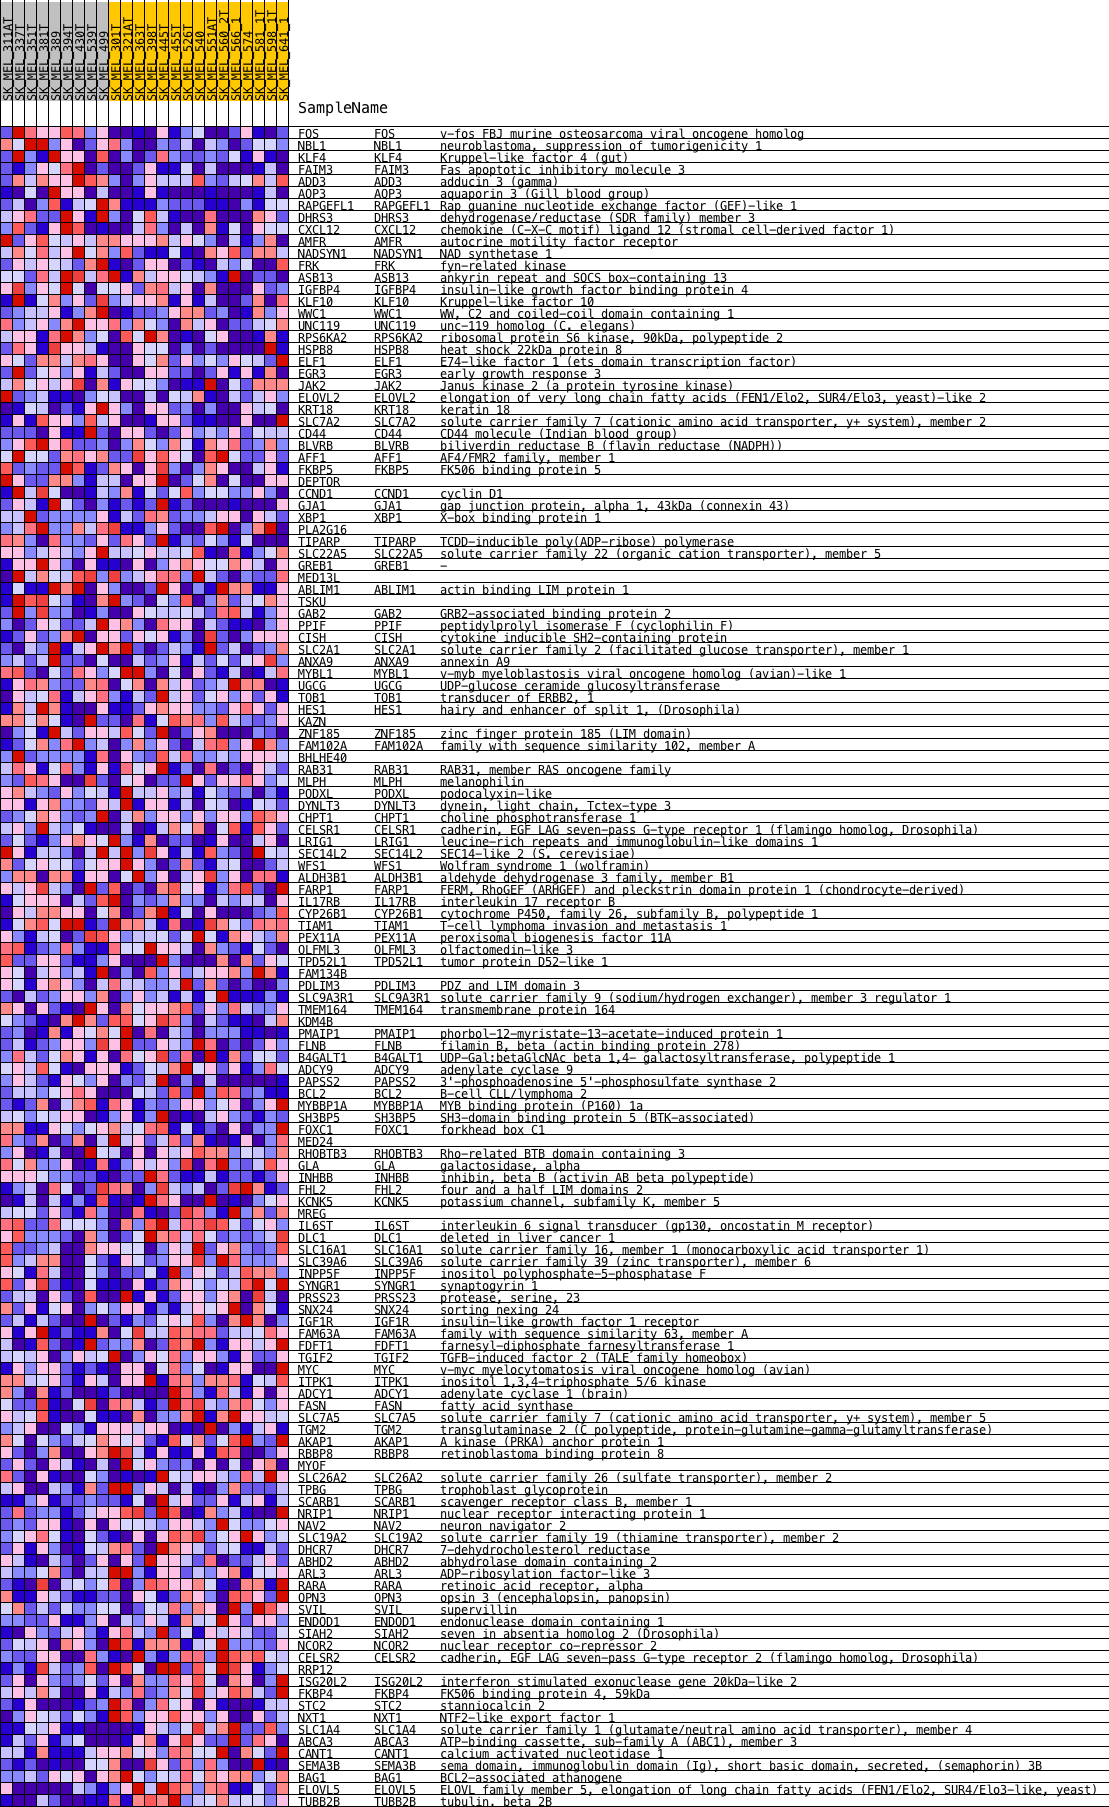 SK_MEL_311AT
SK_MEL_337T
SK_MEL_351T
SK_MEL_381T
SK_MEL_389
SK_MEL_394T
SK_MEL_430T
SK_MEL_539T
SK_MEL_499
SK_MEL_301T
SK_MEL_321AT
SK_MEL_363T
SK_MEL_398T
SK_MEL_445T
SK_MEL_455T
SK_MEL_526T
SK_MEL_540
SK_MEL_551AT
SK_MEL_560_2T
SK_MEL_566_1
SK_MEL_574
SK_MEL_581_1T
SK_MEL_598_1T
SK_MEL_641_1
SampleName
FOS FOS v-fos FBJ murine osteosarcoma viral oncogene homolog
NBL1 NBL1 neuroblastoma, suppression of tumorigenicity 1
KLF4 KLF4 Kruppel-like factor 4 (gut)
FAIM3 FAIM3 Fas apoptotic inhibitory molecule 3
ADD3 ADD3 adducin 3 (gamma)
AQP3 AQP3 aquaporin 3 (Gill blood group)
RAPGEFL1 RAPGEFL1 Rap guanine nucleotide exchange factor (GEF)-like 1
DHRS3 DHRS3 dehydrogenase/reductase (SDR family) member 3
CXCL12 CXCL12 chemokine (C-X-C motif) ligand 12 (stromal cell-derived factor 1)
AMFR AMFR autocrine motility factor receptor
NADSYN1 NADSYN1 NAD synthetase 1
FRK FRK fyn-related kinase
ASB13 ASB13 ankyrin repeat and SOCS box-containing 13
IGFBP4 IGFBP4 insulin-like growth factor binding protein 4
KLF10 KLF10 Kruppel-like factor 10
WWC1 WWC1 WW, C2 and coiled-coil domain containing 1
UNC119 UNC119 unc-119 homolog (C. elegans)
RPS6KA2 RPS6KA2 ribosomal protein S6 kinase, 90kDa, polypeptide 2
HSPB8 HSPB8 heat shock 22kDa protein 8
ELF1 ELF1 E74-like factor 1 (ets domain transcription factor)
EGR3 EGR3 early growth response 3
JAK2 JAK2 Janus kinase 2 (a protein tyrosine kinase)
ELOVL2 ELOVL2 elongation of very long chain fatty acids (FEN1/Elo2, SUR4/Elo3, yeast)-like 2
KRT18 KRT18 keratin 18
SLC7A2 SLC7A2 solute carrier family 7 (cationic amino acid transporter, y+ system), member 2
CD44 CD44 CD44 molecule (Indian blood group)
BLVRB BLVRB biliverdin reductase B (flavin reductase (NADPH))
AFF1 AFF1 AF4/FMR2 family, member 1
FKBP5 FKBP5 FK506 binding protein 5
DEPTOR
CCND1 CCND1 cyclin D1
GJA1 GJA1 gap junction protein, alpha 1, 43kDa (connexin 43)
XBP1 XBP1 X-box binding protein 1
PLA2G16
TIPARP TIPARP TCDD-inducible poly(ADP-ribose) polymerase
SLC22A5 SLC22A5 solute carrier family 22 (organic cation transporter), member 5
GREB1 GREB1 -
MED13L
ABLIM1 ABLIM1 actin binding LIM protein 1
TSKU
GAB2 GAB2 GRB2-associated binding protein 2
PPIF PPIF peptidylprolyl isomerase F (cyclophilin F)
CISH CISH cytokine inducible SH2-containing protein
SLC2A1 SLC2A1 solute carrier family 2 (facilitated glucose transporter), member 1
ANXA9 ANXA9 annexin A9
MYBL1 MYBL1 v-myb myeloblastosis viral oncogene homolog (avian)-like 1
UGCG UGCG UDP-glucose ceramide glucosyltransferase
TOB1 TOB1 transducer of ERBB2, 1
HES1 HES1 hairy and enhancer of split 1, (Drosophila)
KAZN
ZNF185 ZNF185 zinc finger protein 185 (LIM domain)
FAM102A FAM102A family with sequence similarity 102, member A
BHLHE40
RAB31 RAB31 RAB31, member RAS oncogene family
MLPH MLPH melanophilin
PODXL PODXL podocalyxin-like
DYNLT3 DYNLT3 dynein, light chain, Tctex-type 3
CHPT1 CHPT1 choline phosphotransferase 1
CELSR1 CELSR1 cadherin, EGF LAG seven-pass G-type receptor 1 (flamingo homolog, Drosophila)
LRIG1 LRIG1 leucine-rich repeats and immunoglobulin-like domains 1
SEC14L2 SEC14L2 SEC14-like 2 (S. cerevisiae)
WFS1 WFS1 Wolfram syndrome 1 (wolframin)
ALDH3B1 ALDH3B1 aldehyde dehydrogenase 3 family, member B1
FARP1 FARP1 FERM, RhoGEF (ARHGEF) and pleckstrin domain protein 1 (chondrocyte-derived)
IL17RB IL17RB interleukin 17 receptor B
CYP26B1 CYP26B1 cytochrome P450, family 26, subfamily B, polypeptide 1
TIAM1 TIAM1 T-cell lymphoma invasion and metastasis 1
PEX11A PEX11A peroxisomal biogenesis factor 11A
OLFML3 OLFML3 olfactomedin-like 3
TPD52L1 TPD52L1 tumor protein D52-like 1
FAM134B
PDLIM3 PDLIM3 PDZ and LIM domain 3
SLC9A3R1 SLC9A3R1 solute carrier family 9 (sodium/hydrogen exchanger), member 3 regulator 1
TMEM164 TMEM164 transmembrane protein 164
KDM4B
PMAIP1 PMAIP1 phorbol-12-myristate-13-acetate-induced protein 1
FLNB FLNB filamin B, beta (actin binding protein 278)
B4GALT1 B4GALT1 UDP-Gal:betaGlcNAc beta 1,4- galactosyltransferase, polypeptide 1
ADCY9 ADCY9 adenylate cyclase 9
PAPSS2 PAPSS2 3'-phosphoadenosine 5'-phosphosulfate synthase 2
BCL2 BCL2 B-cell CLL/lymphoma 2
MYBBP1A MYBBP1A MYB binding protein (P160) 1a
SH3BP5 SH3BP5 SH3-domain binding protein 5 (BTK-associated)
FOXC1 FOXC1 forkhead box C1
MED24
RHOBTB3 RHOBTB3 Rho-related BTB domain containing 3
GLA GLA galactosidase, alpha
INHBB INHBB inhibin, beta B (activin AB beta polypeptide)
FHL2 FHL2 four and a half LIM domains 2
KCNK5 KCNK5 potassium channel, subfamily K, member 5
MREG
IL6ST IL6ST interleukin 6 signal transducer (gp130, oncostatin M receptor)
DLC1 DLC1 deleted in liver cancer 1
SLC16A1 SLC16A1 solute carrier family 16, member 1 (monocarboxylic acid transporter 1)
SLC39A6 SLC39A6 solute carrier family 39 (zinc transporter), member 6
INPP5F INPP5F inositol polyphosphate-5-phosphatase F
SYNGR1 SYNGR1 synaptogyrin 1
PRSS23 PRSS23 protease, serine, 23
SNX24 SNX24 sorting nexing 24
IGF1R IGF1R insulin-like growth factor 1 receptor
FAM63A FAM63A family with sequence similarity 63, member A
FDFT1 FDFT1 farnesyl-diphosphate farnesyltransferase 1
TGIF2 TGIF2 TGFB-induced factor 2 (TALE family homeobox)
MYC MYC v-myc myelocytomatosis viral oncogene homolog (avian)
ITPK1 ITPK1 inositol 1,3,4-triphosphate 5/6 kinase
ADCY1 ADCY1 adenylate cyclase 1 (brain)
FASN FASN fatty acid synthase
SLC7A5 SLC7A5 solute carrier family 7 (cationic amino acid transporter, y+ system), member 5
TGM2 TGM2 transglutaminase 2 (C polypeptide, protein-glutamine-gamma-glutamyltransferase)
AKAP1 AKAP1 A kinase (PRKA) anchor protein 1
RBBP8 RBBP8 retinoblastoma binding protein 8
MYOF
SLC26A2 SLC26A2 solute carrier family 26 (sulfate transporter), member 2
TPBG TPBG trophoblast glycoprotein
SCARB1 SCARB1 scavenger receptor class B, member 1
NRIP1 NRIP1 nuclear receptor interacting protein 1
NAV2 NAV2 neuron navigator 2
SLC19A2 SLC19A2 solute carrier family 19 (thiamine transporter), member 2
DHCR7 DHCR7 7-dehydrocholesterol reductase
ABHD2 ABHD2 abhydrolase domain containing 2
ARL3 ARL3 ADP-ribosylation factor-like 3
RARA RARA retinoic acid receptor, alpha
OPN3 OPN3 opsin 3 (encephalopsin, panopsin)
SVIL SVIL supervillin
ENDOD1 ENDOD1 endonuclease domain containing 1
SIAH2 SIAH2 seven in absentia homolog 2 (Drosophila)
NCOR2 NCOR2 nuclear receptor co-repressor 2
CELSR2 CELSR2 cadherin, EGF LAG seven-pass G-type receptor 2 (flamingo homolog, Drosophila)
RRP12
ISG20L2 ISG20L2 interferon stimulated exonuclease gene 20kDa-like 2
FKBP4 FKBP4 FK506 binding protein 4, 59kDa
STC2 STC2 stanniocalcin 2
NXT1 NXT1 NTF2-like export factor 1
SLC1A4 SLC1A4 solute carrier family 1 (glutamate/neutral amino acid transporter), member 4
ABCA3 ABCA3 ATP-binding cassette, sub-family A (ABC1), member 3
CANT1 CANT1 calcium activated nucleotidase 1
SEMA3B SEMA3B sema domain, immunoglobulin domain (Ig), short basic domain, secreted, (semaphorin) 3B
BAG1 BAG1 BCL2-associated athanogene
ELOVL5 ELOVL5 ELOVL family member 5, elongation of long chain fatty acids (FEN1/Elo2, SUR4/Elo3-like, yeast)
TUBB2B TUBB2B tubulin, beta 2B